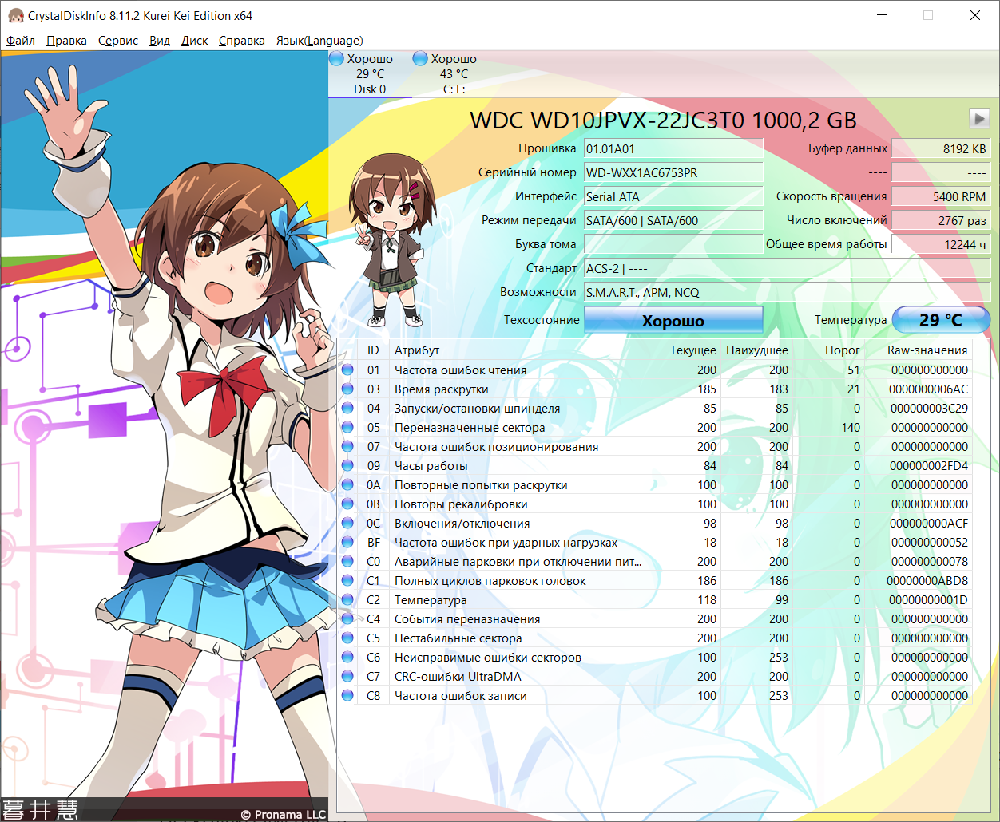 CrystalDiskInfo 8.11.2 Kurei Kei Edition x64
Файл Правка Сервис Вид Диск Справка Язык(Language)
Хорошо Хорошо
29 °C 43 °C
Disk 0 C: E:
WDC WD10JPVX-22JC3T0 1000,2 GB
Прошивка 01.01A01 Буфер данных 8192 KB
Серийный номер WD-WXX1AC6753PR ---- ----
Интерфейс Serial ATA Скорость вращения 5400 RPM
Режим передачи SATA/600 | SATA/600 Число включений 2767 раз
Буква тома Общее время работы 12244 ч
Стандарт ACS-2 | ----
Возможности S.M.A.R.T., APM, NCQ
Техсостояние Хорошо Температура 29 °C
ID Атрибут Текущее Наихудшее Порог Raw-значения
01 Частота ошибок чтения 200 200 51 000000000000
03 Время раскрутки 185 183 21 0000000006AC
04 Запуски/остановки шпинделя 85 85 0 000000003C29
05 Переназначенные сектора 200 200 140 000000000000
07 Частота ошибок позиционирования 200 200 0 000000000000
09 Часы работы 84 84 0 000000002FD4
0A Повторные попытки раскрутки 100 100 0 000000000000
0B Повторы рекалибровки 100 100 0 000000000000
0C Включения/отключения 98 98 0 000000000ACF
BF Частота ошибок при ударных нагрузках 18 18 0 000000000052
C0 Аварийные парковки при отключении пит... 200 200 0 000000000078
C1 Полных циклов парковок головок 186 186 0 00000000ABD8
C2 Температура 118 99 0 00000000001D
C4 События переназначения 200 200 0 000000000000
C5 Нестабильные сектора 200 200 0 000000000000
C6 Неисправимые ошибки секторов 100 253 0 000000000000
C7 CRC-ошибки UltraDMA 200 200 0 000000000000
C8 Частота ошибок записи 100 253 0 000000000000
暮井 慧
© Pronama LLC